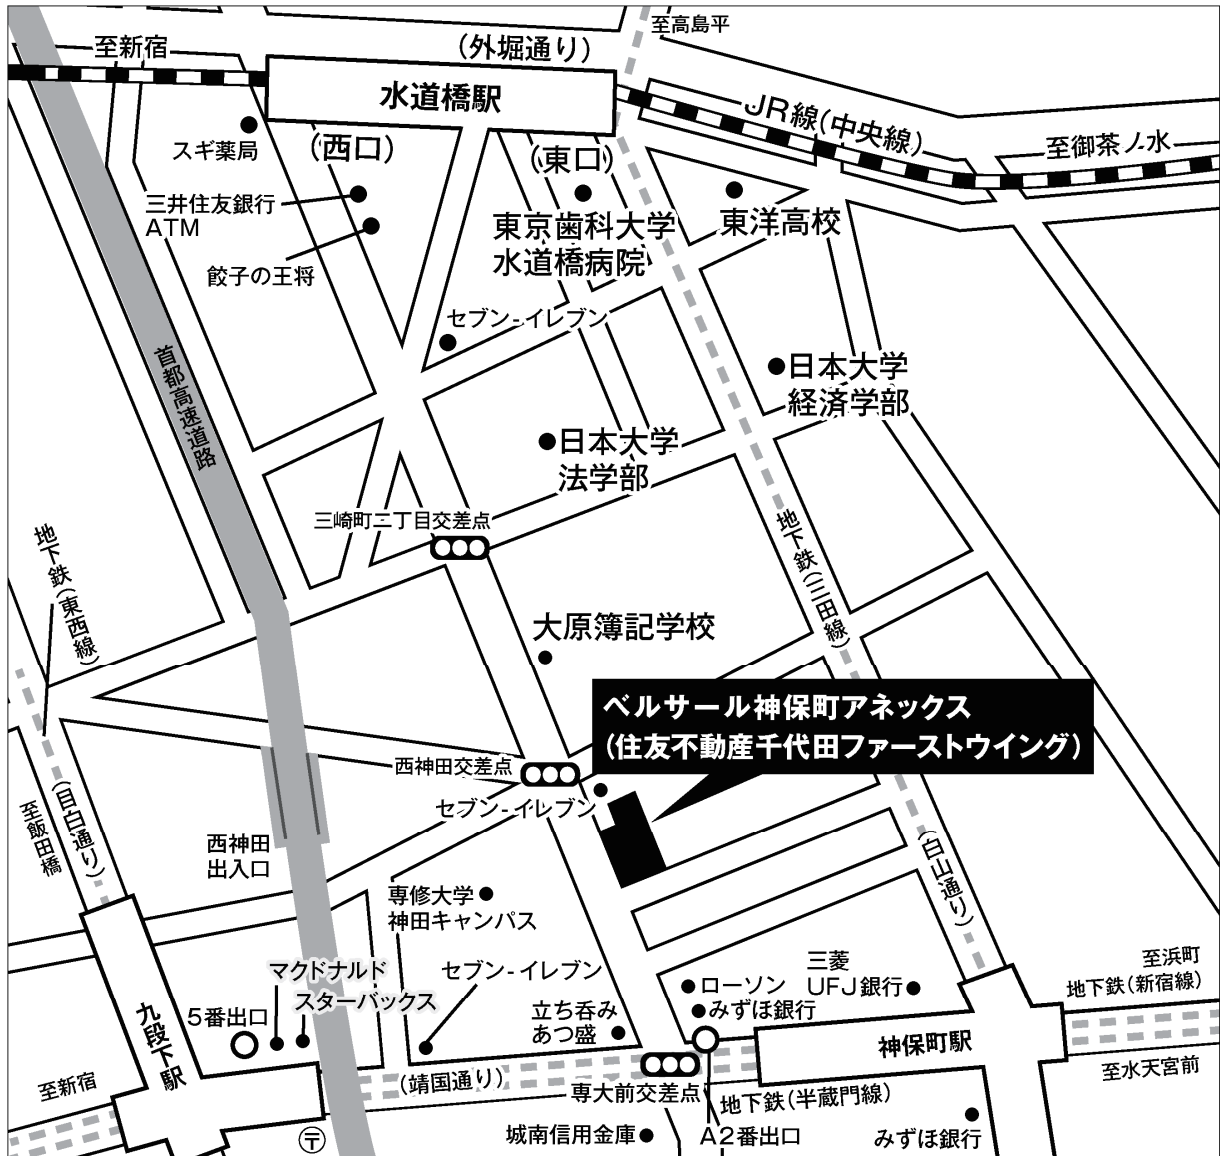 至高島平
至新宿
(外堀通り)
水道橋駅
JR線(中央線)
至御茶ノ水
スギ薬局
(西口)
(東口)
三井住友銀行
ATM
東京歯科大学
水道橋病院
東洋高校
餃子の王将
セブン-イレブン
首都高速道路
日本大学
経済学部
日本大学
法学部
三崎町二丁目交差点
地下鉄(東西線)
地下鉄(三田線)
大原簿記学校
ベルサール神保町アネックス
(住友不動産千代田ファーストウイング)
西神田交差点
セブン-イレブン
至飯田橋
(目白通り)
西神田
出入口
(白山通り)
専修大学
神田キャンパス
マクドナルド
スターバックス
セブン-イレブン
ローソン
三菱
UFJ銀行
みずほ銀行
至浜町
地下鉄(新宿線)
5番出口
九段下駅
立ち呑み
あつ盛
神保町駅
至新宿
(靖国通り)
専大前交差点
地下鉄(半蔵門線)
至水天宮前
〒
城南信用金庫
A2番出口
みずほ銀行